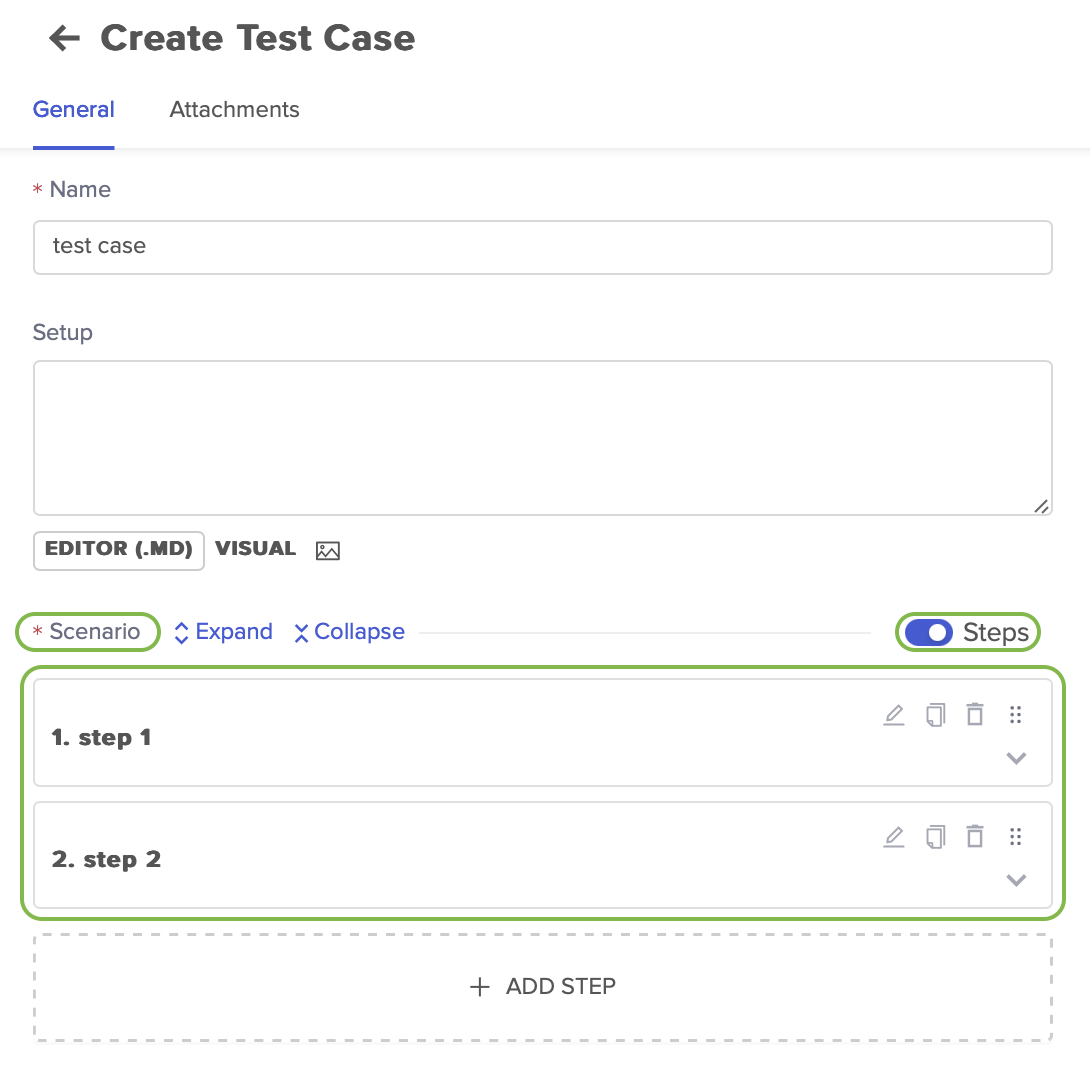 Create Test Case
General Attachments
* Name
test case
Setup
EDITOR (.MD) VISUAL
* Scenario Expand Collapse Steps
1. step 1
2. step 2
+ ADD STEP